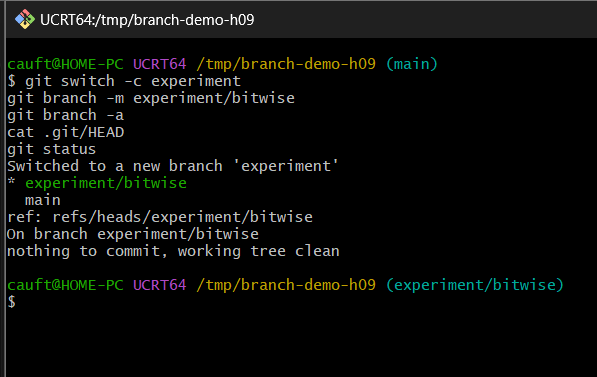 UCRT64:/tmp/branch-demo-h09
cauft@HOME-PC UCRT64 /tmp/branch-demo-h09 (main)
$ git switch -c experiment
git branch -m experiment/bitwise
git branch -a
cat .git/HEAD
git status
Switched to a new branch 'experiment'
* experiment/bitwise
  main
ref: refs/heads/experiment/bitwise
On branch experiment/bitwise
nothing to commit, working tree clean
cauft@HOME-PC UCRT64 /tmp/branch-demo-h09 (experiment/bitwise)
$